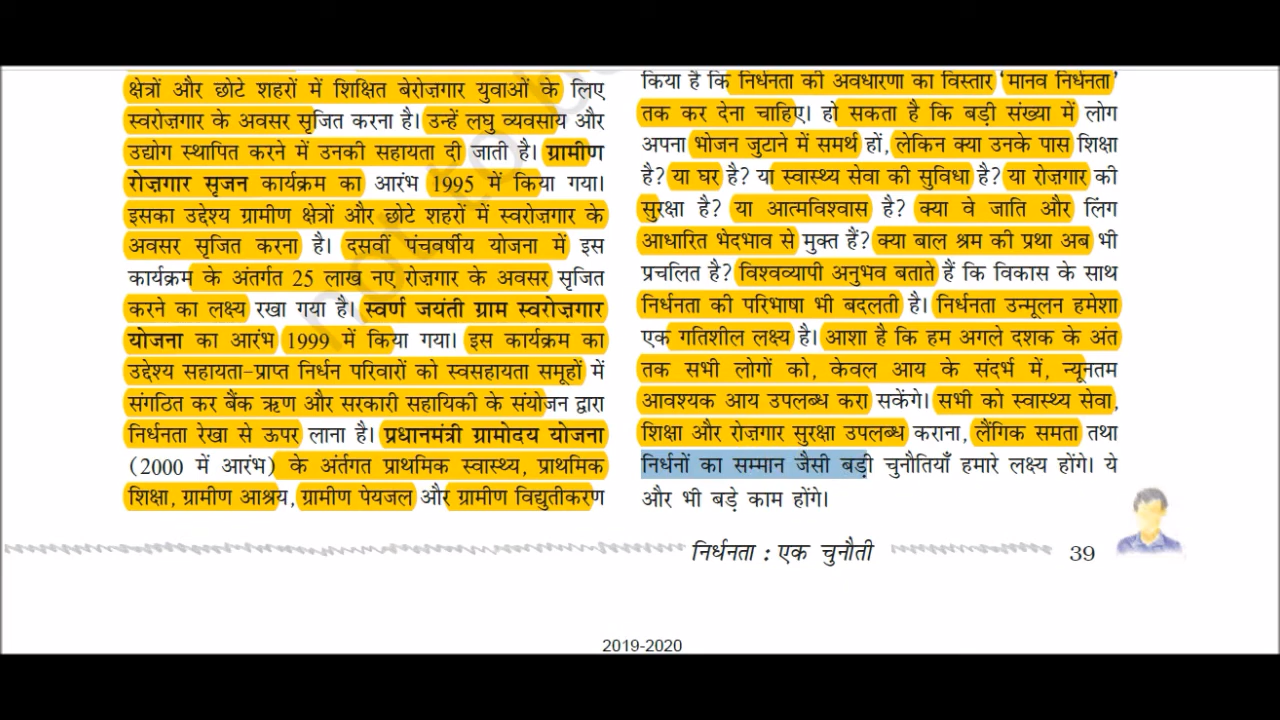 क्षेत्रों और छोटे शहरों में शिक्षित बेरोज़गार युवाओं के लिए
स्वरोज़गार के अवसर सृजित करना है। उन्हें लघु व्यवसाय और
उद्योग स्थापित करने में उनकी सहायता दी जाती है। ग्रामीण
रोज़गार सृजन कार्यक्रम का आरंभ 1995 में किया गया।
इसका उद्देश्य ग्रामीण क्षेत्रों और छोटे शहरों में स्वरोज़गार के
अवसर सृजित करना है। दसवीं पंचवर्षीय योजना में इस
कार्यक्रम के अंतर्गत 25 लाख नए रोज़गार के अवसर सृजित
करने का लक्ष्य रखा गया है। स्वर्ण जयंती ग्राम स्वरोज़गार
योजना का आरंभ 1999 में किया गया। इस कार्यक्रम का
उद्देश्य सहायता-प्राप्त निर्धन परिवारों को स्वसहायता समूहों में
संगठित कर बैंक ऋण और सरकारी सहायिकी के संयोजन द्वारा
निर्धनता रेखा से ऊपर लाना है। प्रधानमंत्री ग्रामोदय योजना
(2000 में आरंभ) के अंर्तगत प्राथमिक स्वास्थ्य, प्राथमिक
शिक्षा, ग्रामीण आश्रय, ग्रामीण पेयजल और ग्रामीण विद्युतीकरण
किया है कि निर्धनता की अवधारणा का विस्तार 'मानव निर्धनता'
तक कर देना चाहिए। हो सकता है कि बड़ी संख्या में लोग
अपना भोजन जुटाने में समर्थ हों, लेकिन क्या उनके पास शिक्षा
है? या घर है? या स्वास्थ्य सेवा की सुविधा है? या रोज़गार की
सुरक्षा है? या आत्मविश्वास है? क्या वे जाति और लिंग
आधारित भेदभाव से मुक्त हैं? क्या बाल श्रम की प्रथा अब भी
प्रचलित है? विश्वव्यापी अनुभव बताते हैं कि विकास के साथ
निर्धनता की परिभाषा भी बदलती है। निर्धनता उन्मूलन हमेशा
एक गतिशील लक्ष्य है। आशा है कि हम अगले दशक के अंत
तक सभी लोगों को, केवल आय के संदर्भ में, न्यूनतम
आवश्यक आय उपलब्ध करा सकेंगे। सभी को स्वास्थ्य सेवा,
शिक्षा और रोज़गार सुरक्षा उपलब्ध कराना, लैंगिक समता तथा
निर्धनों का सम्मान जैसी बड़ी चुनौतियाँ हमारे लक्ष्य होंगे। ये
और भी बड़े काम होंगे।
निर्धनता : एक चुनौती 39
2019-2020